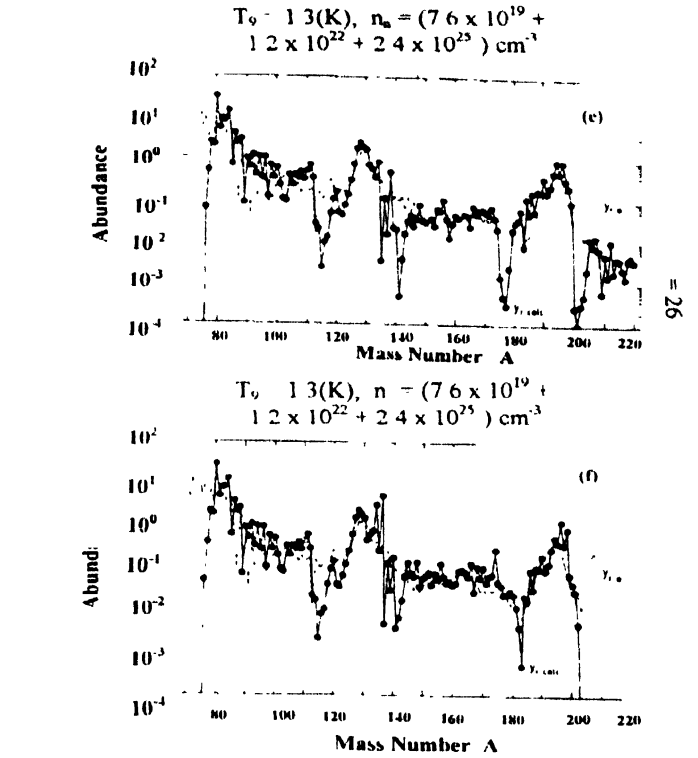 T₉ - 1 3(K), nₙ = (7 6 x 10¹⁹ +
1 2 x 10²² + 2 4 x 10²⁵ ) cm⁻³
10²
(e)
10¹
10⁰
Abundance
10⁻¹
10⁻²
10⁻³
10⁻⁴
= 26
80 100 120 140 160 180 200 220
Mass Number A
T₉ 1 3(K), n = (7 6 x 10¹⁹ +
1 2 x 10²² + 2 4 x 10²⁵ ) cm⁻³
10²
(f)
10¹
10⁰
10⁻¹
10⁻²
10⁻³
10⁻⁴
80 100 120 140 160 180 200 220
Mass Number A